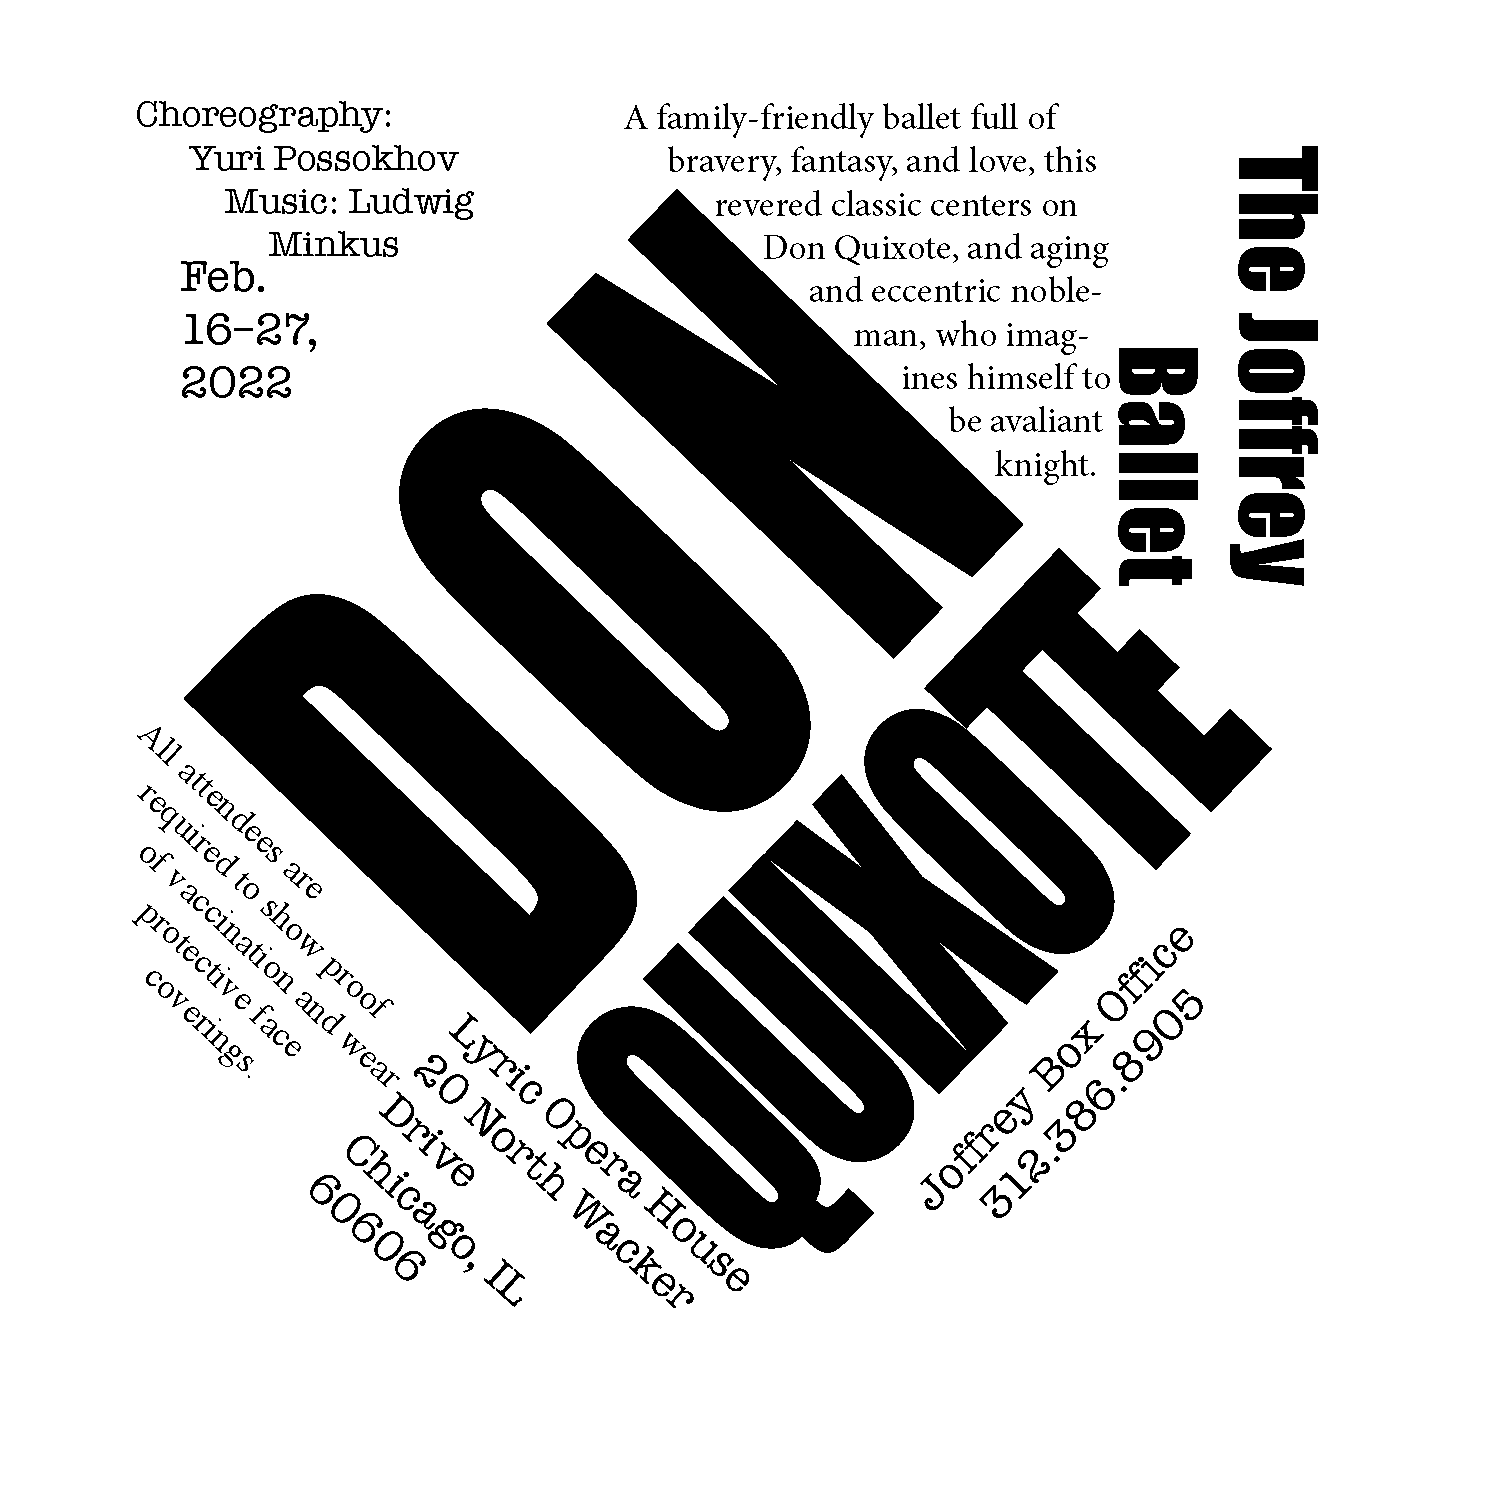 Choreography:
Yuri Possokhov
Music: Ludwig
Minkus
Feb.
16-27,
2022
A family-friendly ballet full of
bravery, fantasy, and love, this
revered classic centers on
Don Quixote, and aging
and eccentric noble-
man, who imag-
ines himself to
be avaliant
knight.
The Joffrey
Ballet
DON
QUIXOTE
All attendees are
required to show proof
of vaccination and wear
protective face
coverings.
Lyric Opera House
20 North Wacker
Drive
Chicago, IL
60606
Joffrey Box Office
312.386.8905